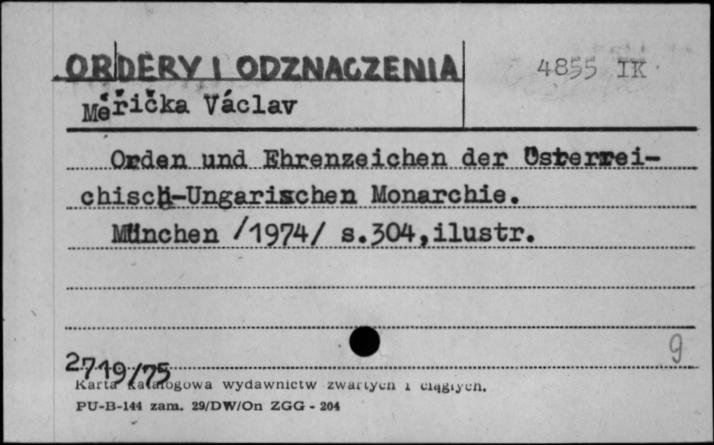 ORDERY I ODZNACZENIA
4855 IK
Měřička Václav
Orden und Ehrenzeichen der Österrei-
chisch-Ungarischen Monarchie.
München /1974/ s.304,ilustr.
9
2719/75
Karta katalogowa wydawnictw zwartych i ciągłych.
PU-B-144 zam. 29/DW/On ZGG - 204